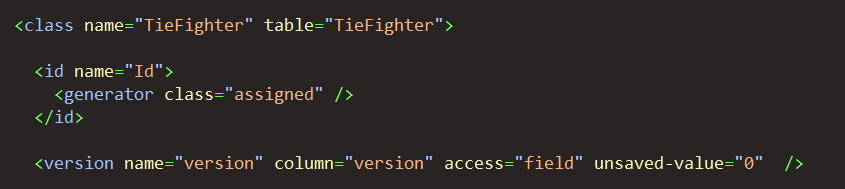 <class name="TieFighter" table="TieFighter">
<id name="Id">
<generator class="assigned" />
</id>
<version name="version" column="version" access="field" unsaved-value="0"  />